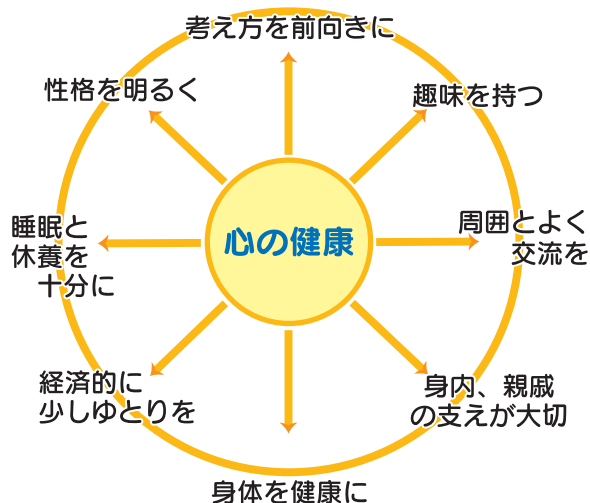 考え方を前向きに
性格を明るく
趣味を持つ
睡眠と
休養を
十分に
心の健康
周囲とよく
交流を
経済的に
少しゆとりを
身内、親戚
の支えが大切
身体を健康に